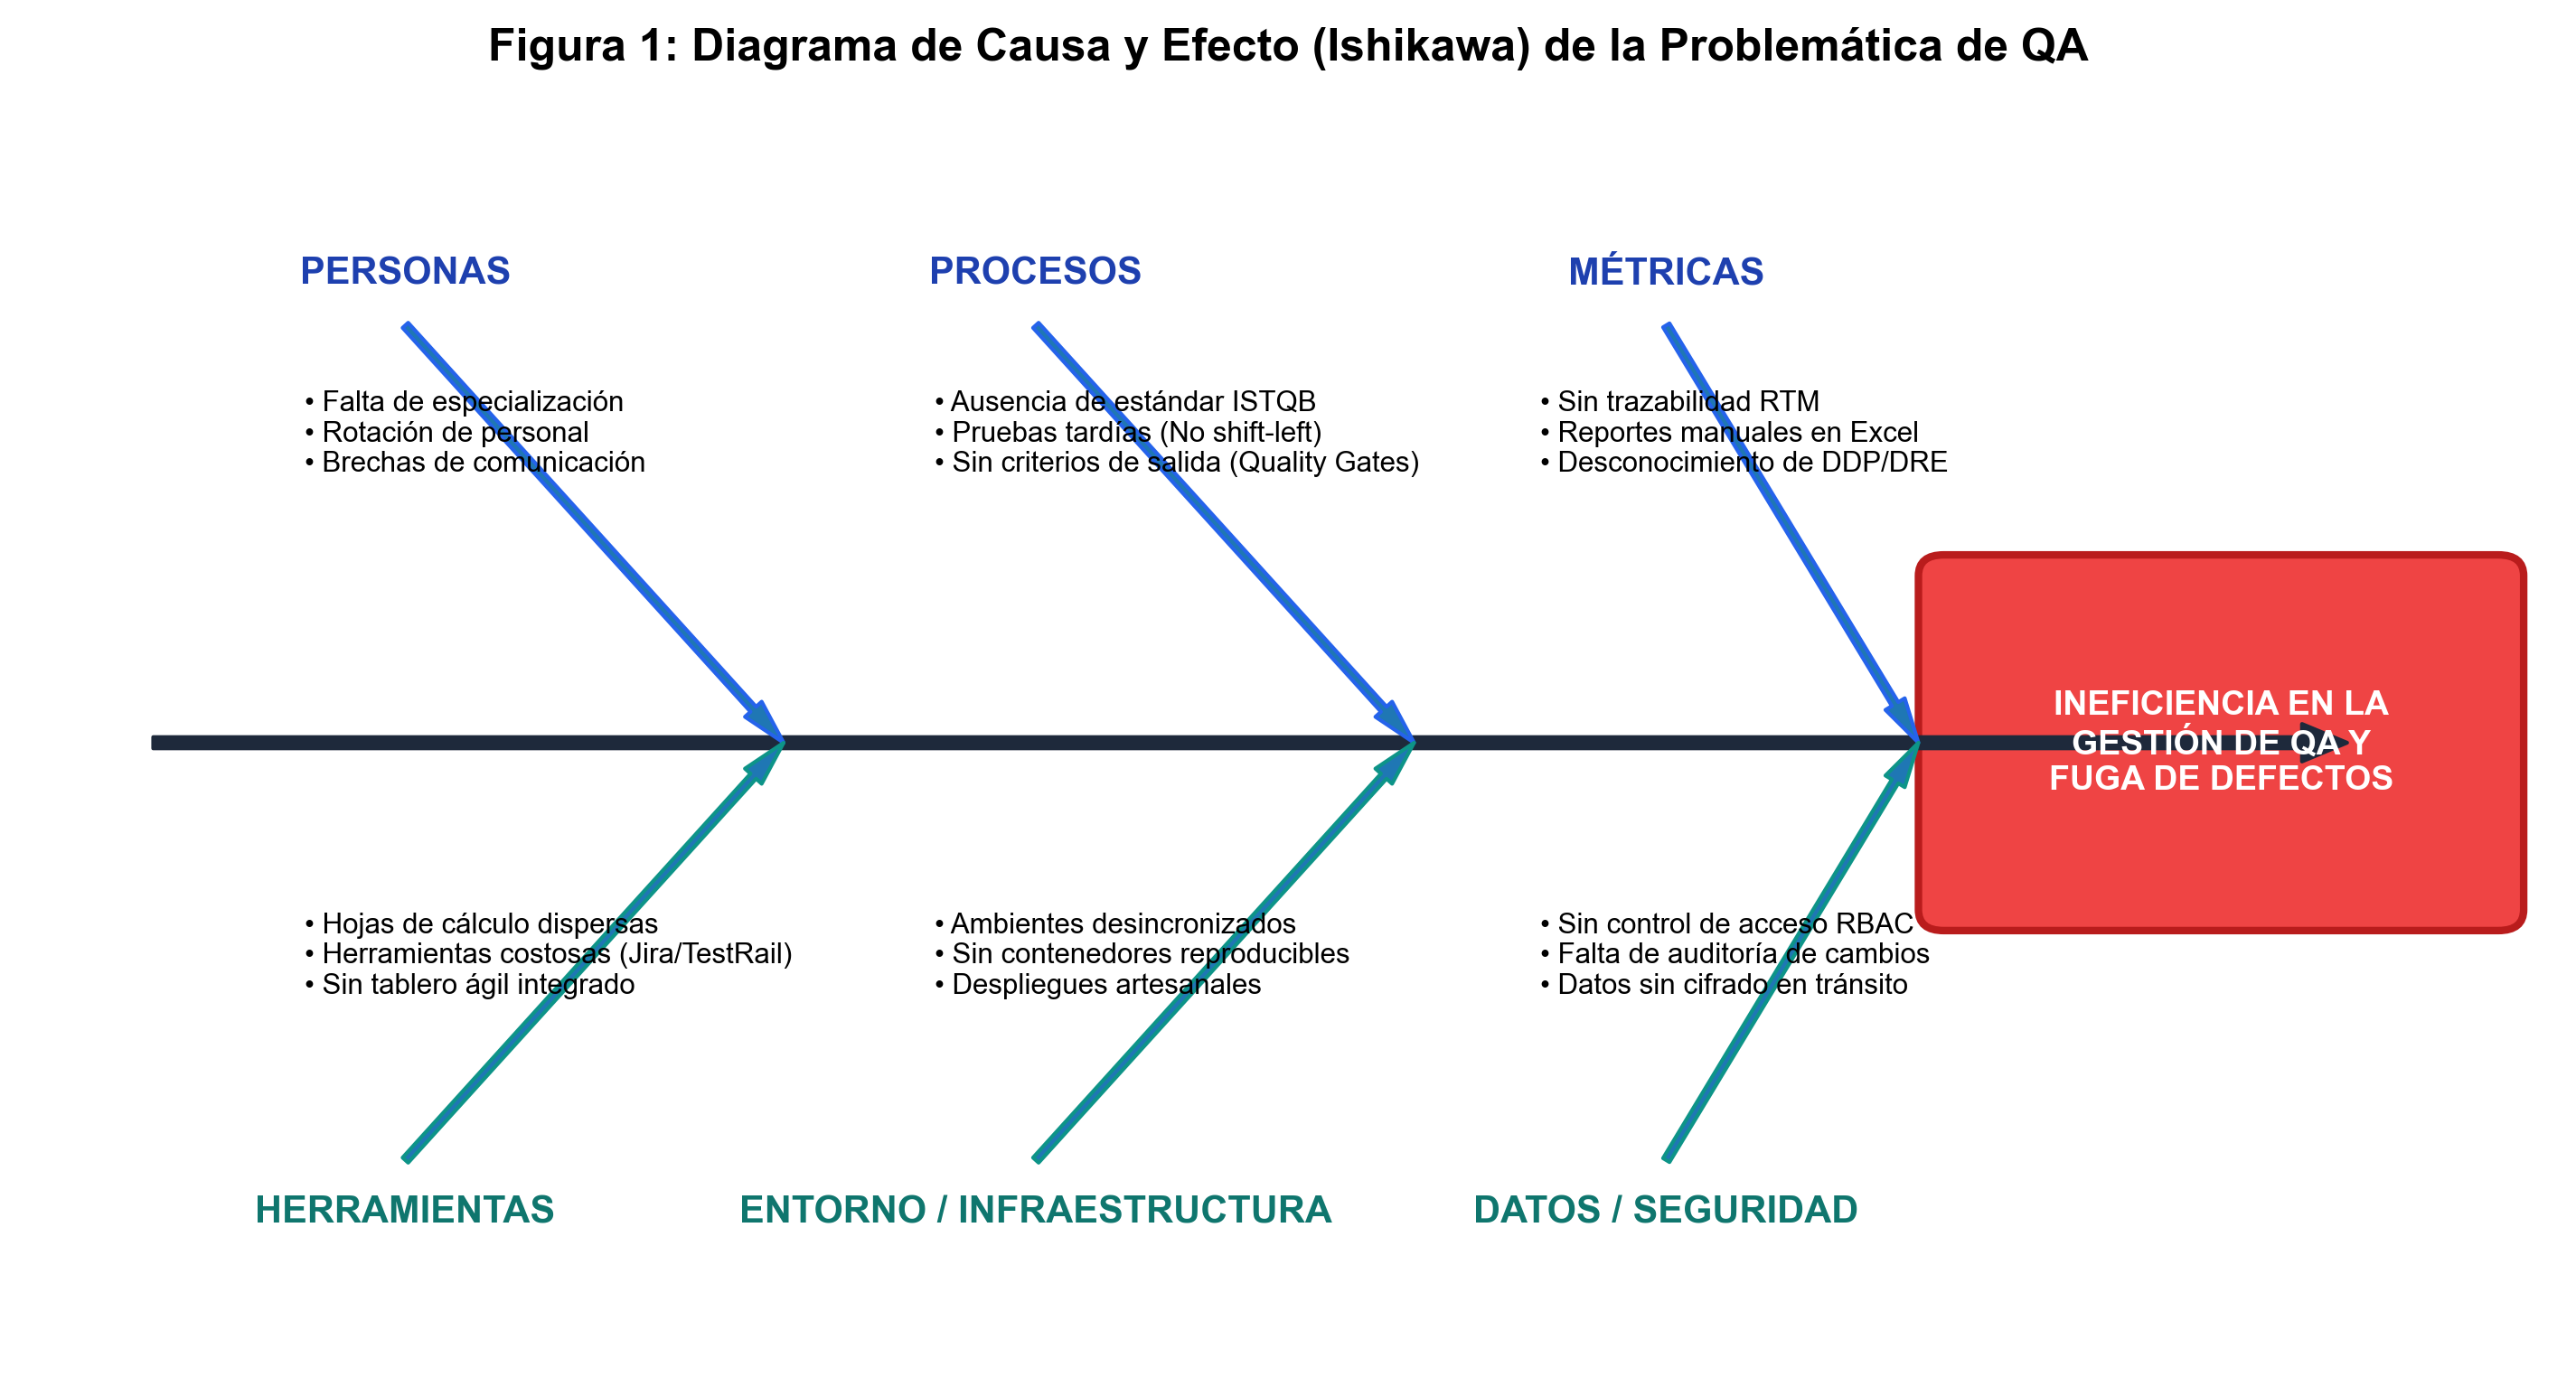 Figura 1: Diagrama de Causa y Efecto (Ishikawa) de la Problemática de QA
PERSONAS
• Falta de especialización
• Rotación de personal
• Brechas de comunicación
PROCESOS
• Ausencia de estándar ISTQB
• Pruebas tardías (No shift-left)
• Sin criterios de salida (Quality Gates)
MÉTRICAS
• Sin trazabilidad RTM
• Reportes manuales en Excel
• Desconocimiento de DDP/DRE
INEFICIENCIA EN LA
GESTIÓN DE QA Y
FUGA DE DEFECTOS
• Hojas de cálculo dispersas
• Herramientas costosas (Jira/TestRail)
• Sin tablero ágil integrado
HERRAMIENTAS
• Ambientes desincronizados
• Sin contenedores reproducibles
• Despliegues artesanales
ENTORNO / INFRAESTRUCTURA
• Sin control de acceso RBAC
• Falta de auditoría de cambios
• Datos sin cifrado en tránsito
DATOS / SEGURIDAD